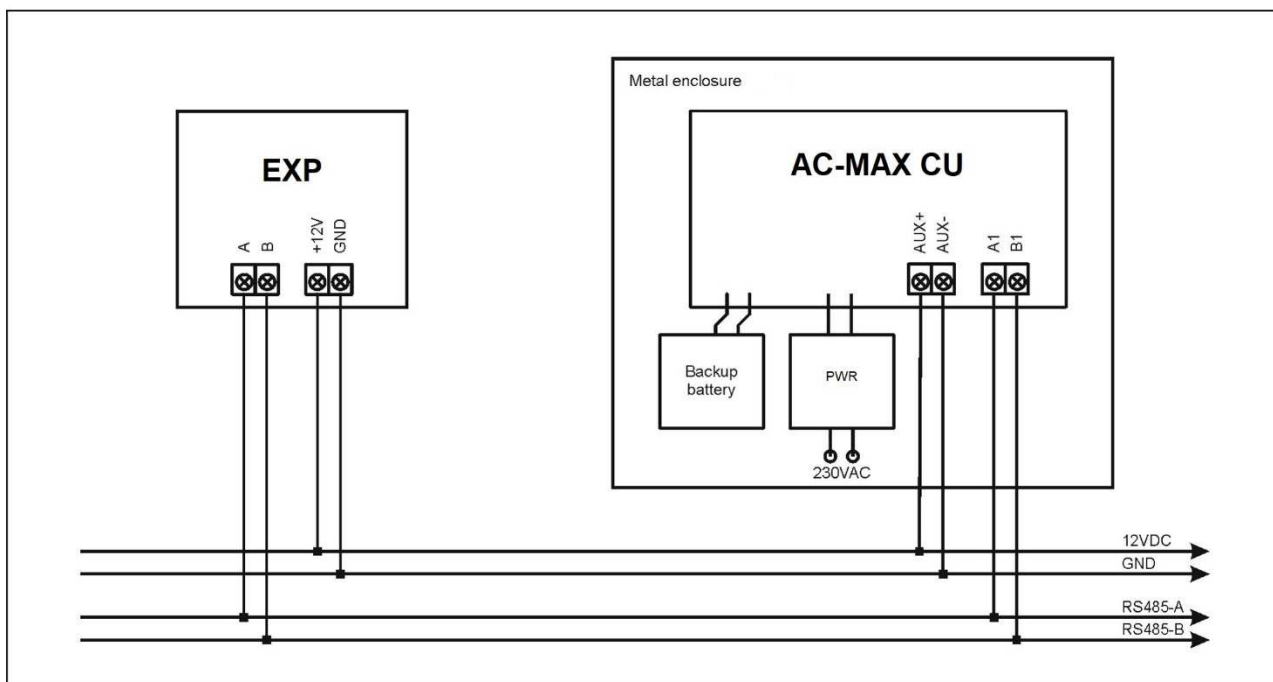 Metal enclosure
EXP
A
B
+12V
GND
AC-MAX CU
AUX+
AUX-
A1
B1
Backup
battery
PWR
230VAC
12VDC
GND
RS485-A
RS485-B